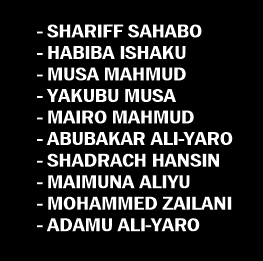 - SHARIFF SAHABO
- HABIBA ISHAKU
- MUSA MAHMUD
- YAKUBU MUSA
- MAIRO MAHMUD
- ABUBAKAR ALI-YARO
- SHADRACH HANSIN
- MAIMUNA ALIYU
- MOHAMMED ZAILANI
- ADAMU ALI-YARO